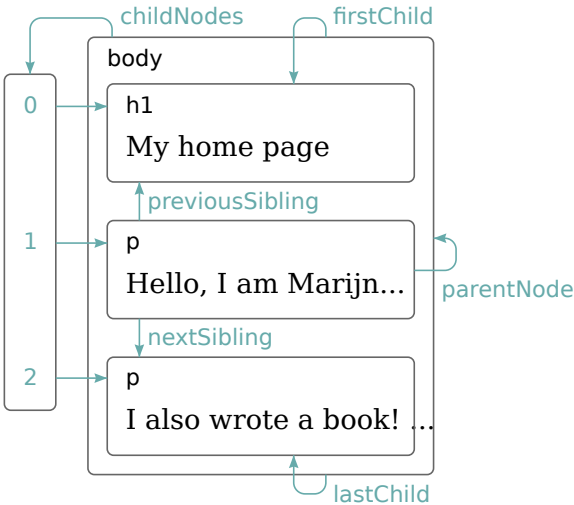 childNodes
firstChild
body
0
h1
My home page
previousSibling
1
p
Hello, I am Marijn...
parentNode
nextSibling
2
p
I also wrote a book! ...
lastChild